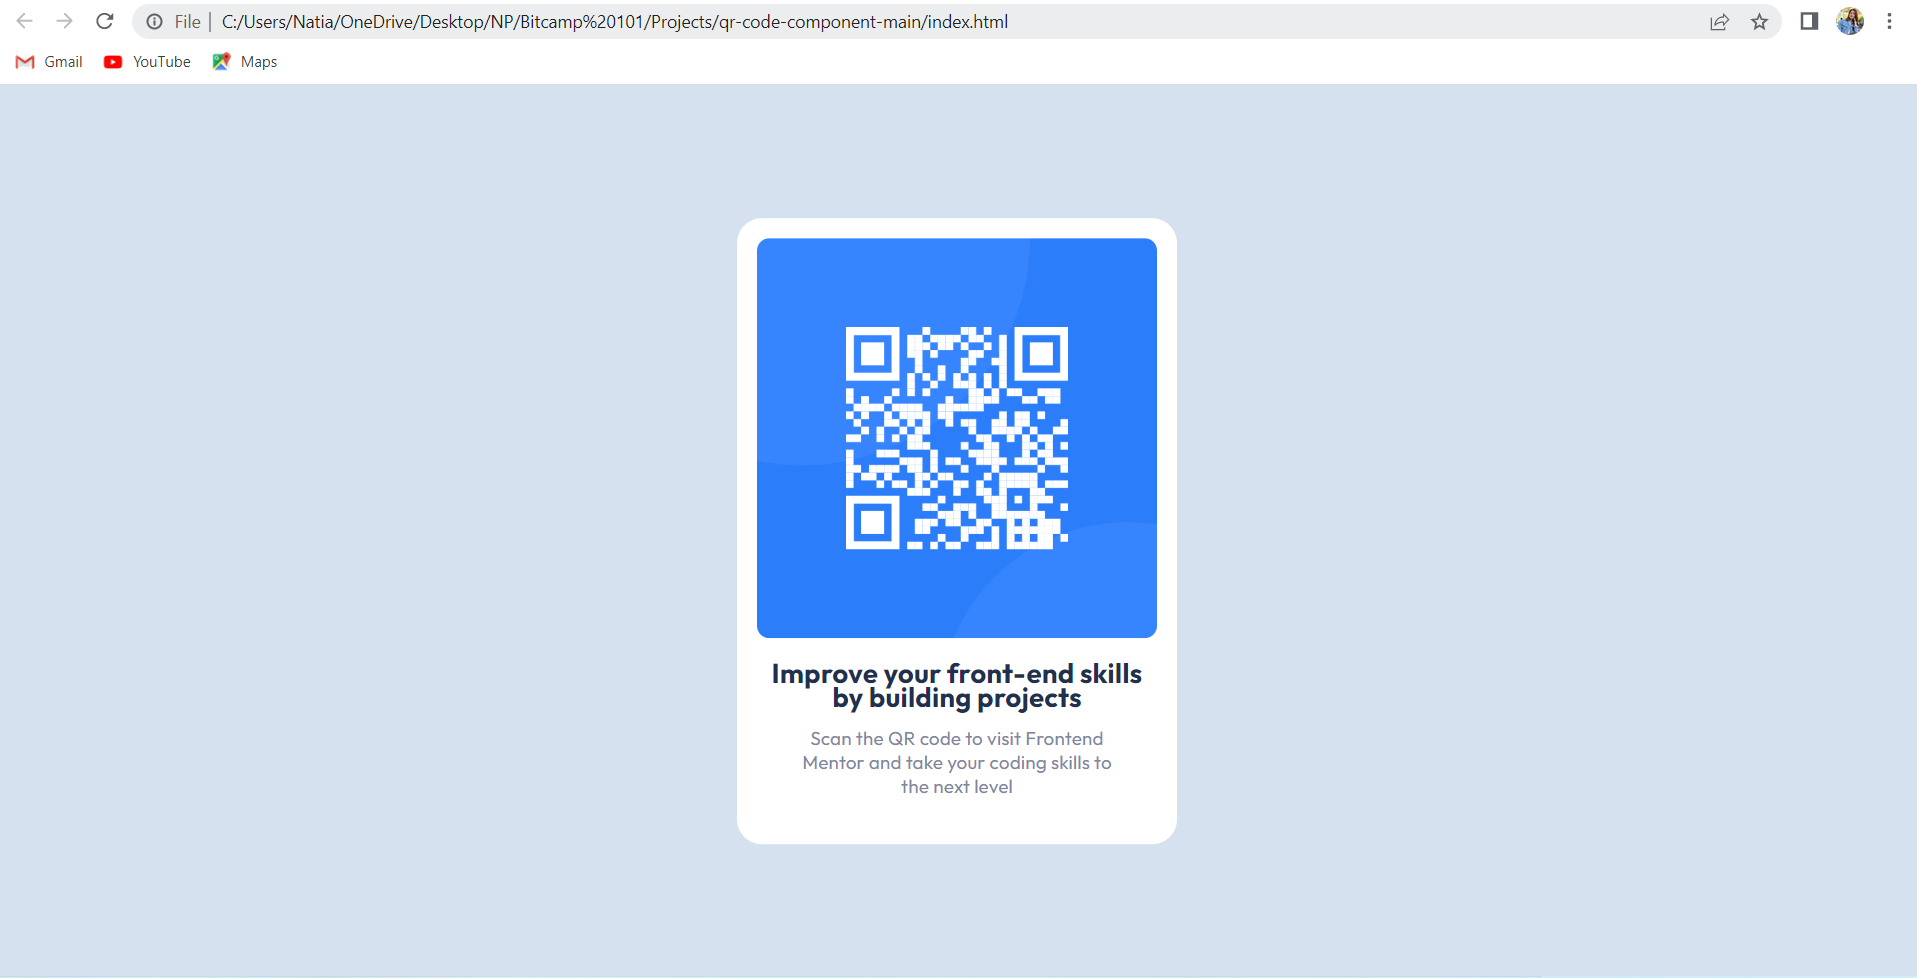 File | C:/Users/Natia/OneDrive/Desktop/NP/Bitcamp%20101/Projects/qr-code-component-main/index.html
Gmail YouTube Maps
Improve your front-end skills
by building projects
Scan the QR code to visit Frontend
Mentor and take your coding skills to
the next level